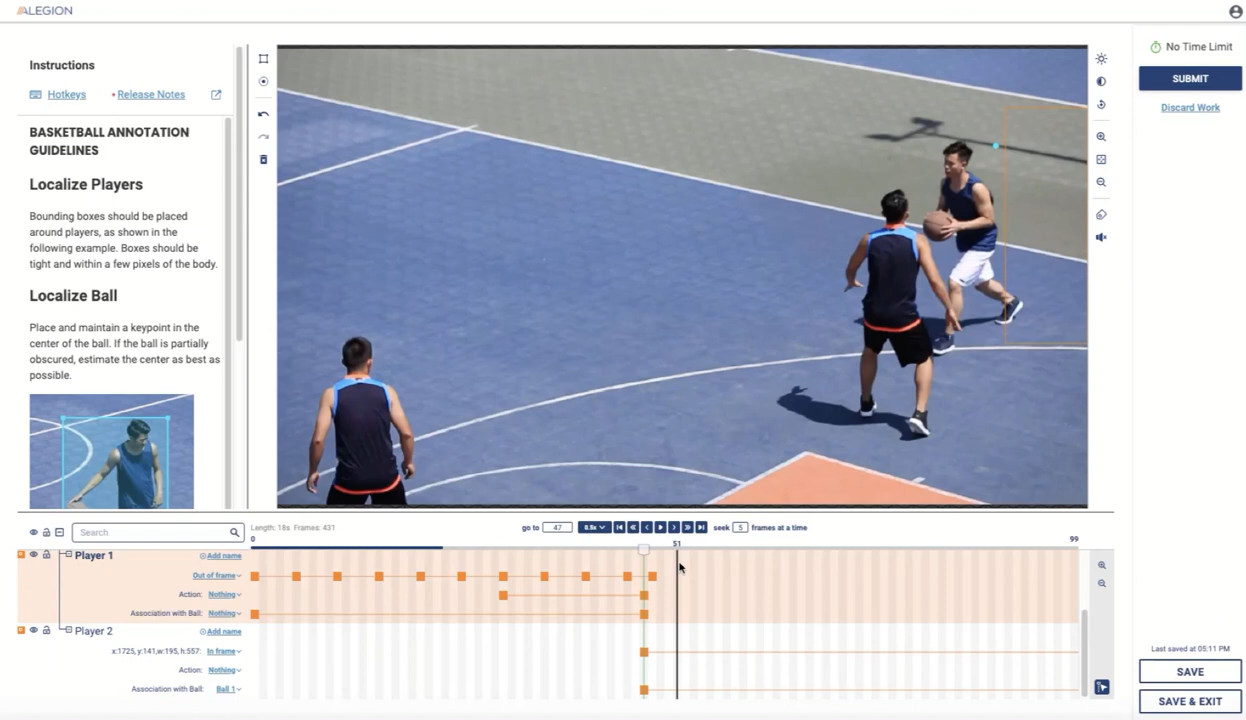 ALEGION
Instructions
Hotkeys
• Release Notes
BASKETBALL ANNOTATION
GUIDELINES
Localize Players
Bounding boxes should be placed
around players, as shown in the
following example. Boxes should be
tight and within a few pixels of the body.
Localize Ball
Place and maintain a keypoint in the
center of the ball. If the ball is partially
obscured, estimate the center as best as
possible.
No Time Limit
SUBMIT
Discard Work
Search
Length: 18s Frames: 431
go to 47 0.5x seek 5 frames at a time
0 51 99
Player 1 Add name
Out of frame
Action: Nothing
Association with Ball: Nothing
Player 2 Add name
x:1725, y:141,w:195, h:557: In frame
Action: Nothing
Association with Ball: Ball 1
Last saved at 05:11 PM
SAVE
SAVE & EXIT